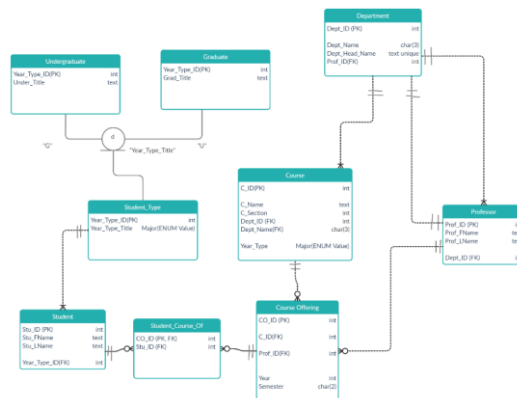 Department
Dept_ID (PK) int
Dept_Name char(3)
Dept_Head_Name text unique
Prof_ID(FK) int
Undergraduate
Year_Type_ID(PK) int
Under_Title text
Graduate
Year_Type_ID(PK) int
Grad_Title text
d
"G"
"Year_Type_Title"
"U"
Course
C_ID(PK) int
C_Name text
C_Section int
Dept_ID (FK) int
Dept_Name(FK) char(3)
Year_Type Major(ENUM Value)
Student_Type
Year_Type_ID(PK) int
Year_Type_Title Major(ENUM Value)
Professor
Prof_ID (PK) int
Prof_FName te
Prof_LName te
Dept_ID (FK) int
Student
Stu_ID (PK) int
Stu_FName text
Stu_LName text
Year_Type_ID(FK) int
Student_Course_Of
CO_ID (PK, FK) int
Stu_ID (FK) int
Course Offering
CO_ID (PK) int
C_ID(FK) int
Prof_ID(FK) int
Year int
Semester char(2)